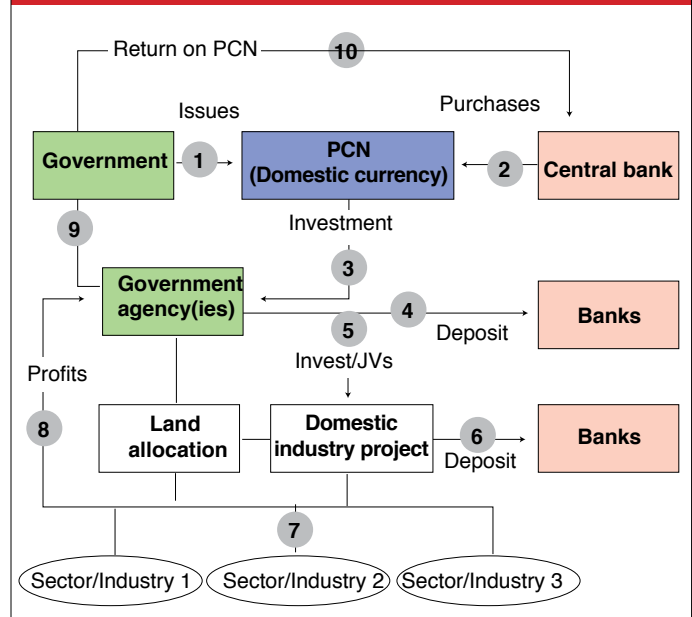 Return on PCN
10
Issues
Purchases
Government
1
PCN
(Domestic currency)
2
Central bank
9
Investment
3
Government
agency(ies)
4
5
Deposit
Banks
Profits
Invest/JVs
8
Land
allocation
Domestic
industry project
6
Deposit
Banks
7
Sector/Industry 1
Sector/Industry 2
Sector/Industry 3